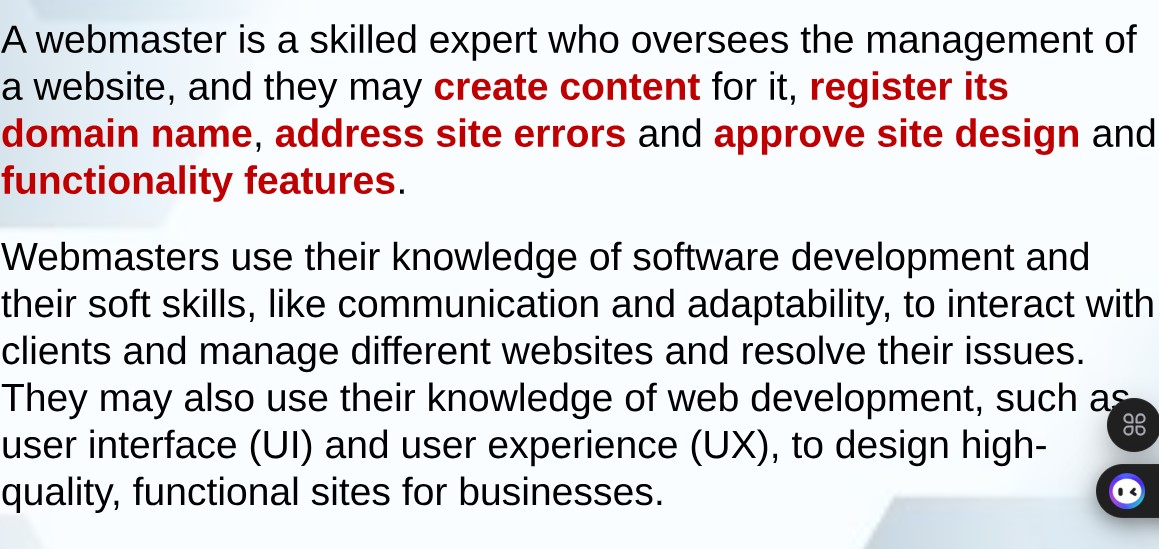 A webmaster is a skilled expert who oversees the management of
a website, and they may create content for it, register its
domain name, address site errors and approve site design and
functionality features.
Webmasters use their knowledge of software development and
their soft skills, like communication and adaptability, to interact with
clients and manage different websites and resolve their issues.
They may also use their knowledge of web development, such as
user interface (UI) and user experience (UX), to design high-
quality, functional sites for businesses.